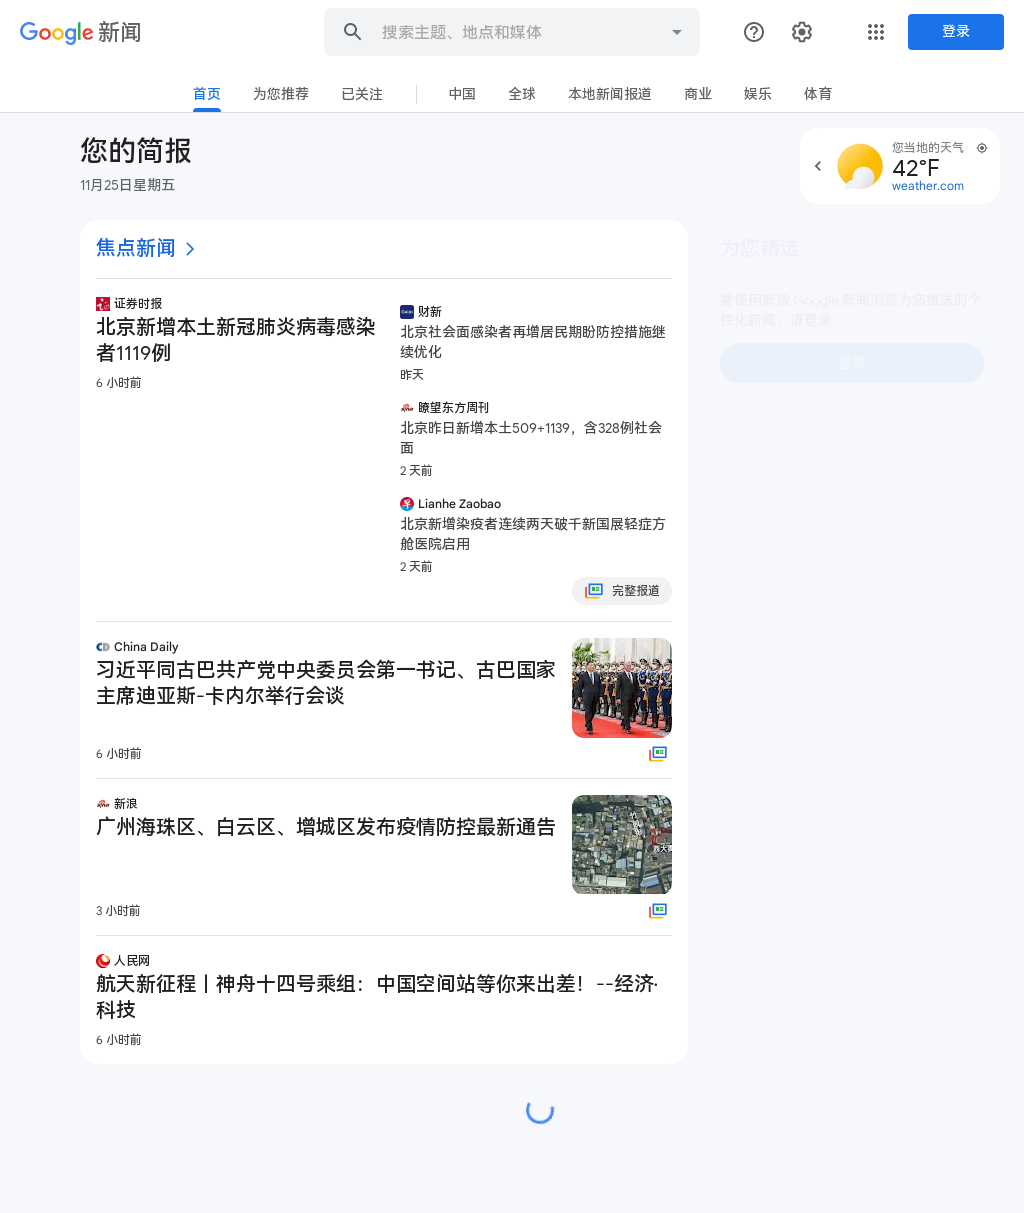 Google 新闻
搜索主题、地点和媒体
登录
首页 为您推荐 已关注 中国 全球 本地新闻报道 商业 娱乐 体育
您的简报
11月25日星期五
您当地的天气
42°F
weather.com
焦点新闻
证券时报
北京新增本土新冠肺炎病毒感染
者1119例
6 小时前
财新
北京社会面感染者再增居民期盼防控措施继
续优化
昨天
瞭望东方周刊
北京昨日新增本土509+1139，含328例社会
面
2 天前
Lianhe Zaobao
北京新增染疫者连续两天破千新国展轻症方
舱医院启用
2 天前
完整报道
China Daily
习近平同古巴共产党中央委员会第一书记、古巴国家
主席迪亚斯-卡内尔举行会谈
6 小时前
新浪
广州海珠区、白云区、增城区发布疫情防控最新通告
3 小时前
人民网
航天新征程丨神舟十四号乘组：中国空间站等你来出差！--经济·
科技
6 小时前
为您精选
要使用新版 Google 新闻浏览为您推送的个
性化新闻，请登录
登录